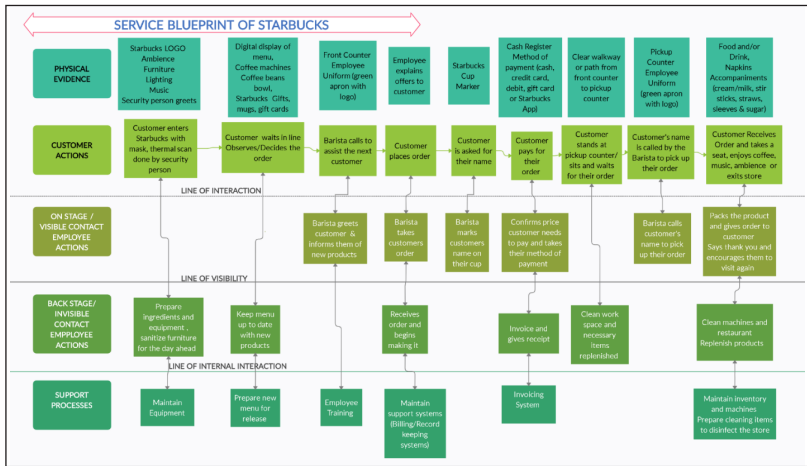 SERVICE BLUEPRINT OF STARBUCKS
PHYSICAL
EVIDENCE
Starbucks LOGO
Ambience
Furniture
Lighting
Music
Security person greets
Digital display of
menu,
Coffee machines
Coffee beans
bowl,
Starbucks Gifts,
mugs, gift cards
Front Counter
Employee
Uniform (green
apron with logo)
Employee
explains offers
to customer
Starbucks
Cup
Marker
Cash Register
Method of
payment (cash,
credit card,
debit, gift card
or Starbucks
App)
Clear walkway
or path from
front counter
to pickup
counter
Pickup
Counter
Employee
Uniform
(green apron
with logo)
Food and/or
Drink,
Napkins
Accompaniments
(cream/milk, stir
sticks, straws,
sleeves & sugar)
CUSTOMER
ACTIONS
Customer enters
Starbucks with
mask, thermal scan
done by security
person
Customer waits in line
Observes/Decides the
order
Barista calls to
assist the next
customer
Customer
places order
Customer
is asked for
their name
Customer
pays for
their order
Customer
stands at
pickup counter/
sits and waits
for their order
Customer's name
is called by the
Barista to pick up
their order
Customer Receives
Order and takes a
seat, enjoys coffee,
music, ambience or
exits store
LINE OF INTERACTION
ON STAGE /
VISIBLE CONTACT
EMPLOYEE
ACTIONS
Barista greets
customer &
informs them of
new products
Barista
takes
customers
order
Barista
marks
customers
name on
their cup
Confirms price
customer needs
to pay and takes
their method of
payment
Barista calls
customer's
name to pick
up their order
Packs the product
and gives order to
customer
Says thank you and
encourages them to
visit again
LINE OF VISIBILITY
BACK STAGE/
INVISIBLE
CONTACT
EMPPLOYEE
ACTIONS
Prepare
ingredients and
equipment ,
sanitize furniture
for the day ahead
Keep menu
up to date
with new
products
Receives
order and
begins
making it
Invoice and
gives receipt
Clean work
space and
necessary
items
replenished
Clean machines and
restaurant
Replenish products
LINE OF INTERNAL INTERACTION
SUPPORT
PROCESSES
Maintain
Equipment
Prepare new
menu for
release
Employee
Training
Maintain
support systems
(Billing/Record
keeping
systems)
Invoicing
System
Maintain inventory
and machines
Prepare cleaning items
to disinfect the store